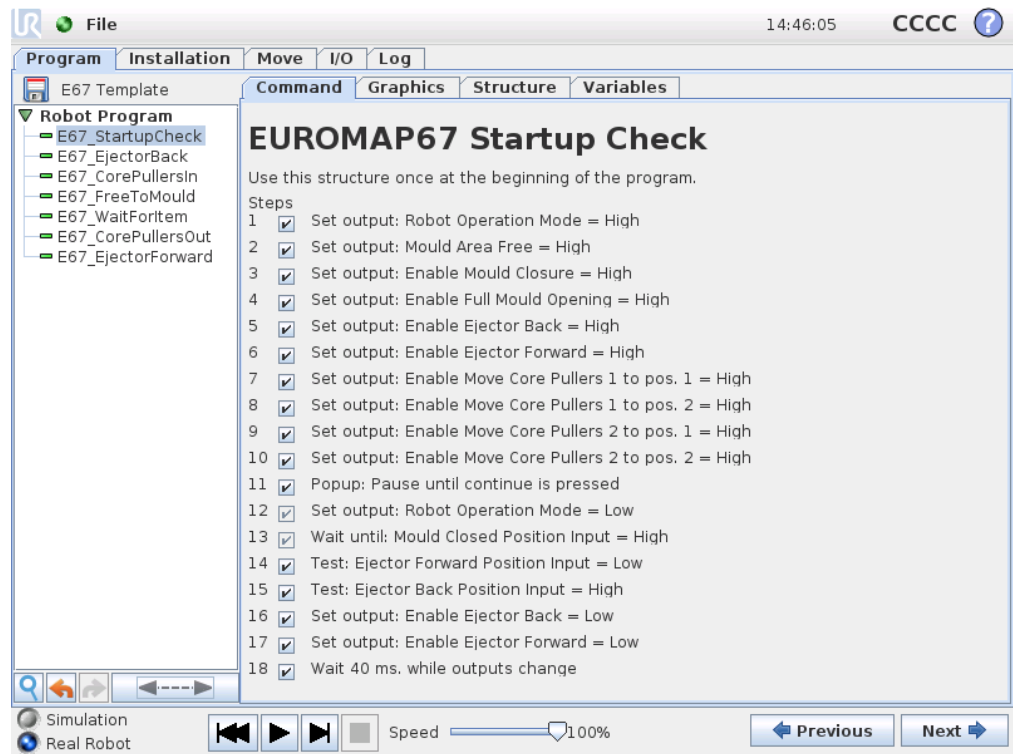 UR File 14:46:05 CCCC ?
Program Installation Move I/O Log
E67 Template
Command Graphics Structure Variables
Robot Program
E67_StartupCheck
E67_EjectorBack
E67_CorePullersIn
E67_FreeToMould
E67_WaitForItem
E67_CorePullersOut
E67_EjectorForward
EUROMAP67 Startup Check
Use this structure once at the beginning of the program.
Steps
1 Set output: Robot Operation Mode = High
2 Set output: Mould Area Free = High
3 Set output: Enable Mould Closure = High
4 Set output: Enable Full Mould Opening = High
5 Set output: Enable Ejector Back = High
6 Set output: Enable Ejector Forward = High
7 Set output: Enable Move Core Pullers 1 to pos. 1 = High
8 Set output: Enable Move Core Pullers 1 to pos. 2 = High
9 Set output: Enable Move Core Pullers 2 to pos. 1 = High
10 Set output: Enable Move Core Pullers 2 to pos. 2 = High
11 Popup: Pause until continue is pressed
12 Set output: Robot Operation Mode = Low
13 Wait until: Mould Closed Position Input = High
14 Test: Ejector Forward Position Input = Low
15 Test: Ejector Back Position Input = High
16 Set output: Enable Ejector Back = Low
17 Set output: Enable Ejector Forward = Low
18 Wait 40 ms. while outputs change
Simulation
Real Robot
Speed 100%
Previous Next